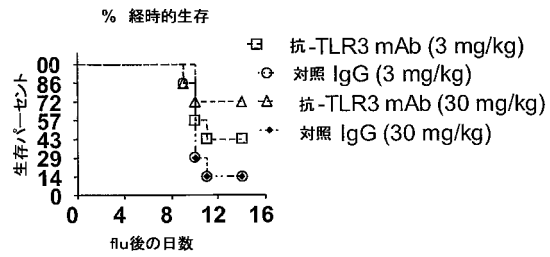 % 経時的生存
生存パーセント
00
86
72
57
43
29
14
0
0 4 8 12 16
flu後の日数
抗-TLR3 mAb (3 mg/kg)
対照 IgG (3 mg/kg)
抗-TLR3 mAb (30 mg/kg)
対照 IgG (30 mg/kg)